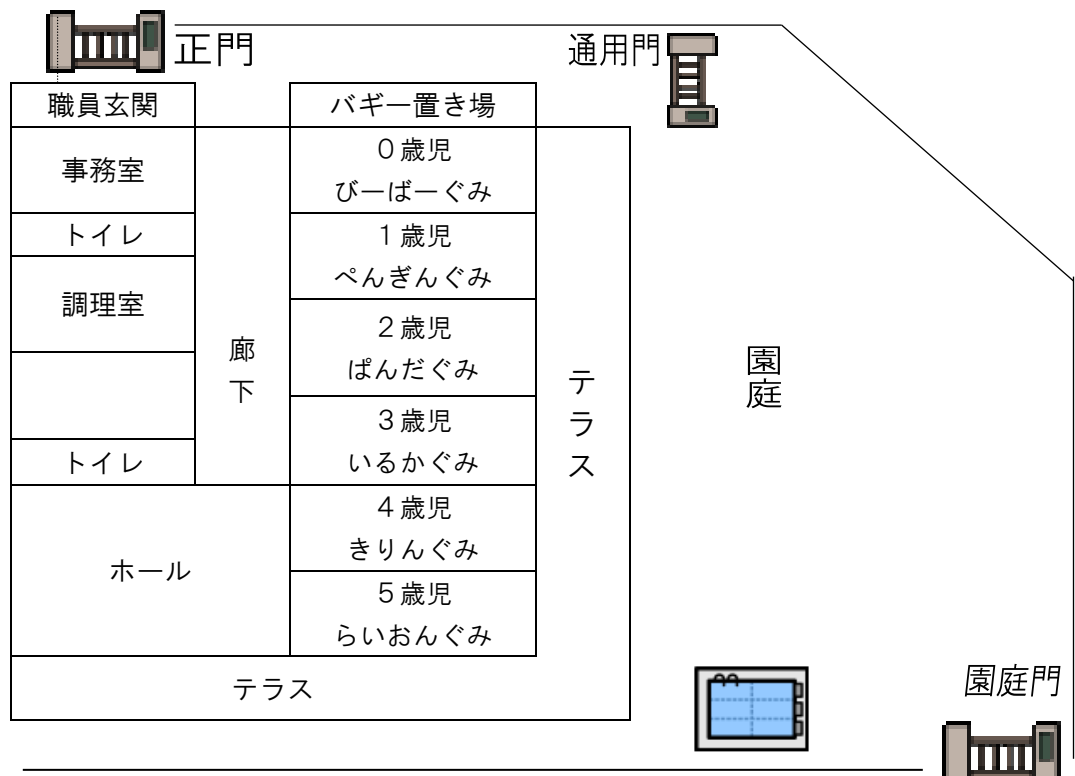 正門
通用門
職員玄関
バギー置き場
事務室
０歳児
びーばーぐみ
トイレ
１歳児
ぺんぎんぐみ
調理室
２歳児
ぱんだぐみ
廊下
テラス
園庭
３歳児
いるかぐみ
トイレ
４歳児
きりんぐみ
ホール
５歳児
らいおんぐみ
テラス
園庭門